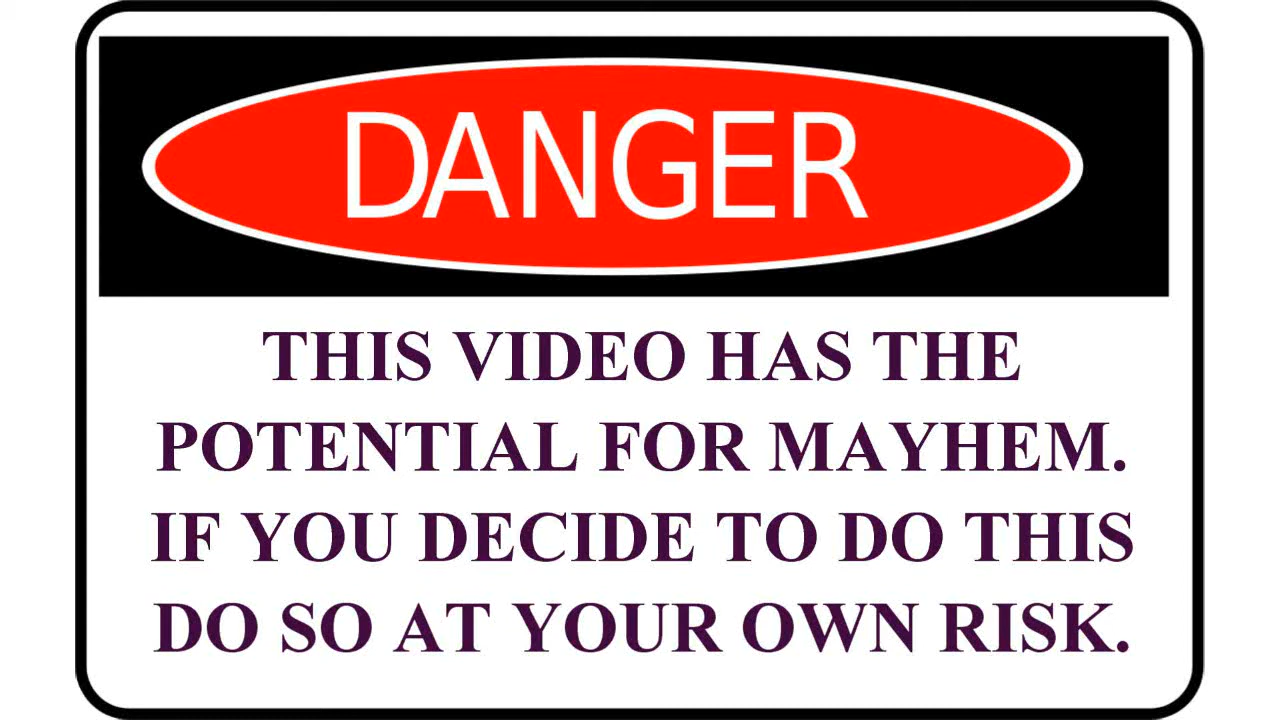 DANGER
THIS VIDEO HAS THE
POTENTIAL FOR MAYHEM.
IF YOU DECIDE TO DO THIS
DO SO AT YOUR OWN RISK.